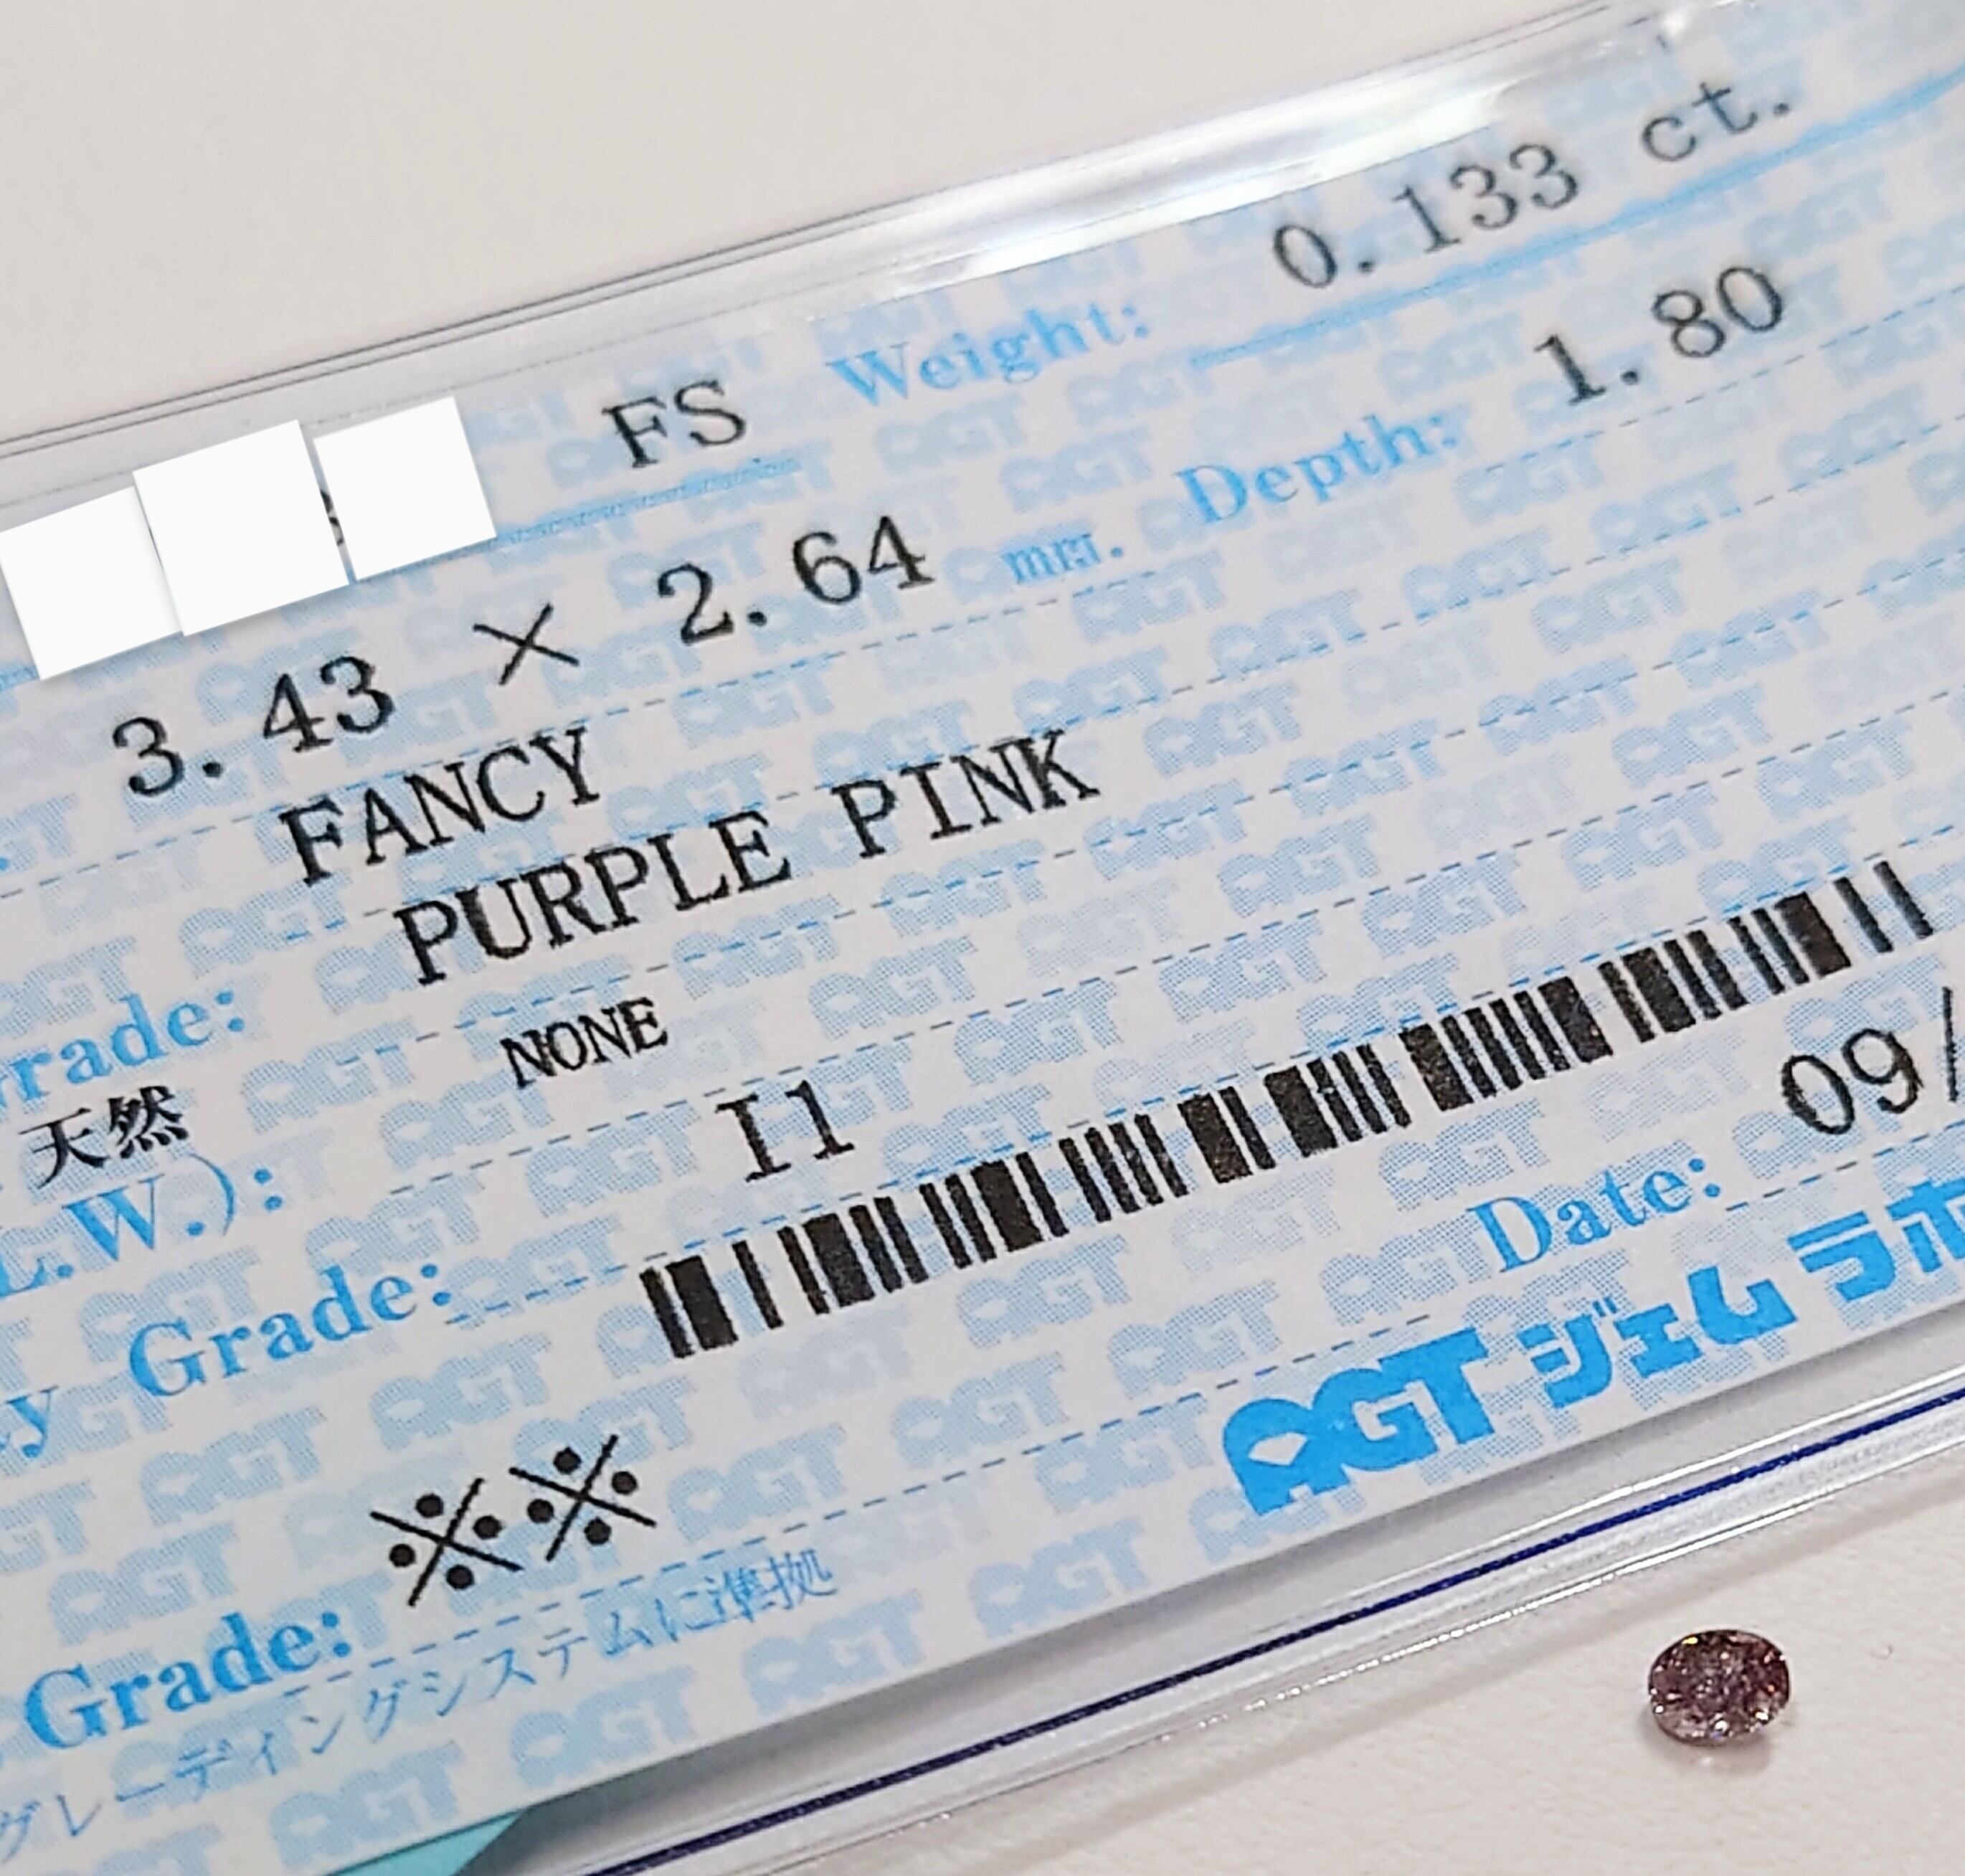 FS Weight: 0.133 ct.
3.43 × 2.64 mm. Depth: 1.80
FANCY
Grade: PURPLE PINK
天然 NONE
L.W.):
Grade: I1
Date: 09/
Grade: ※※
グレーディングシステムに準拠
AGT ジェム ラボ